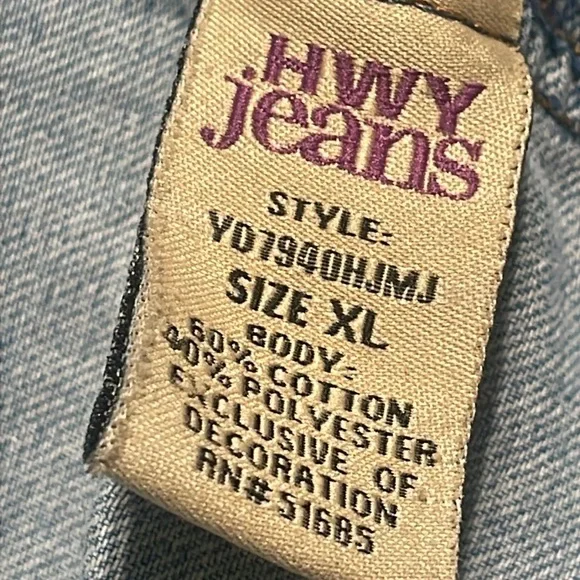 HWY
jeans
STYLE:
YD7940HJMJ
SIZE XL
BODY:
60% COTTON
40% POLYESTER
EXCLUSIVE OF
DECORATION
RN# 51685